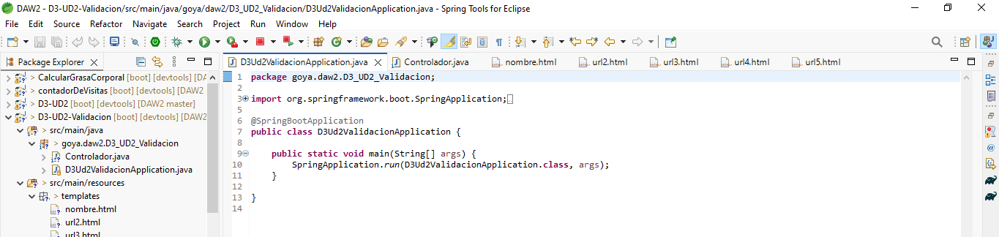 DAW2 - D3-UD2-Validacion/src/main/java/goya/daw2/D3_UD2_Validacion/D3Ud2ValidacionApplication.java - Spring Tools for Eclipse
File Edit Source Refactor Navigate Search Project Run Window Help
Package Explorer
> CalcularGrasaCorporal [boot] [devtools] [DA
> contadorDeVisitas [boot] [devtools] [DAW2
> D3-UD2 [boot] [devtools] [DAW2 master]
> D3-UD2-Validacion [boot] [devtools] [DAW2
> src/main/java
> goya.daw2.D3_UD2_Validacion
Controlador.java
D3Ud2ValidacionApplication.java
> src/main/resources
> templates
nombre.html
url2.html
url3.html
D3Ud2ValidacionApplication.java Controlador.java nombre.html url2.html url3.html url4.html url5.html
1 package goya.daw2.D3_UD2_Validacion;
2
3 import org.springframework.boot.SpringApplication;
5
6 @SpringBootApplication
7 public class D3Ud2ValidacionApplication {
8
9 public static void main(String[] args) {
10 SpringApplication.run(D3Ud2ValidacionApplication.class, args);
11 }
12
13 }
14